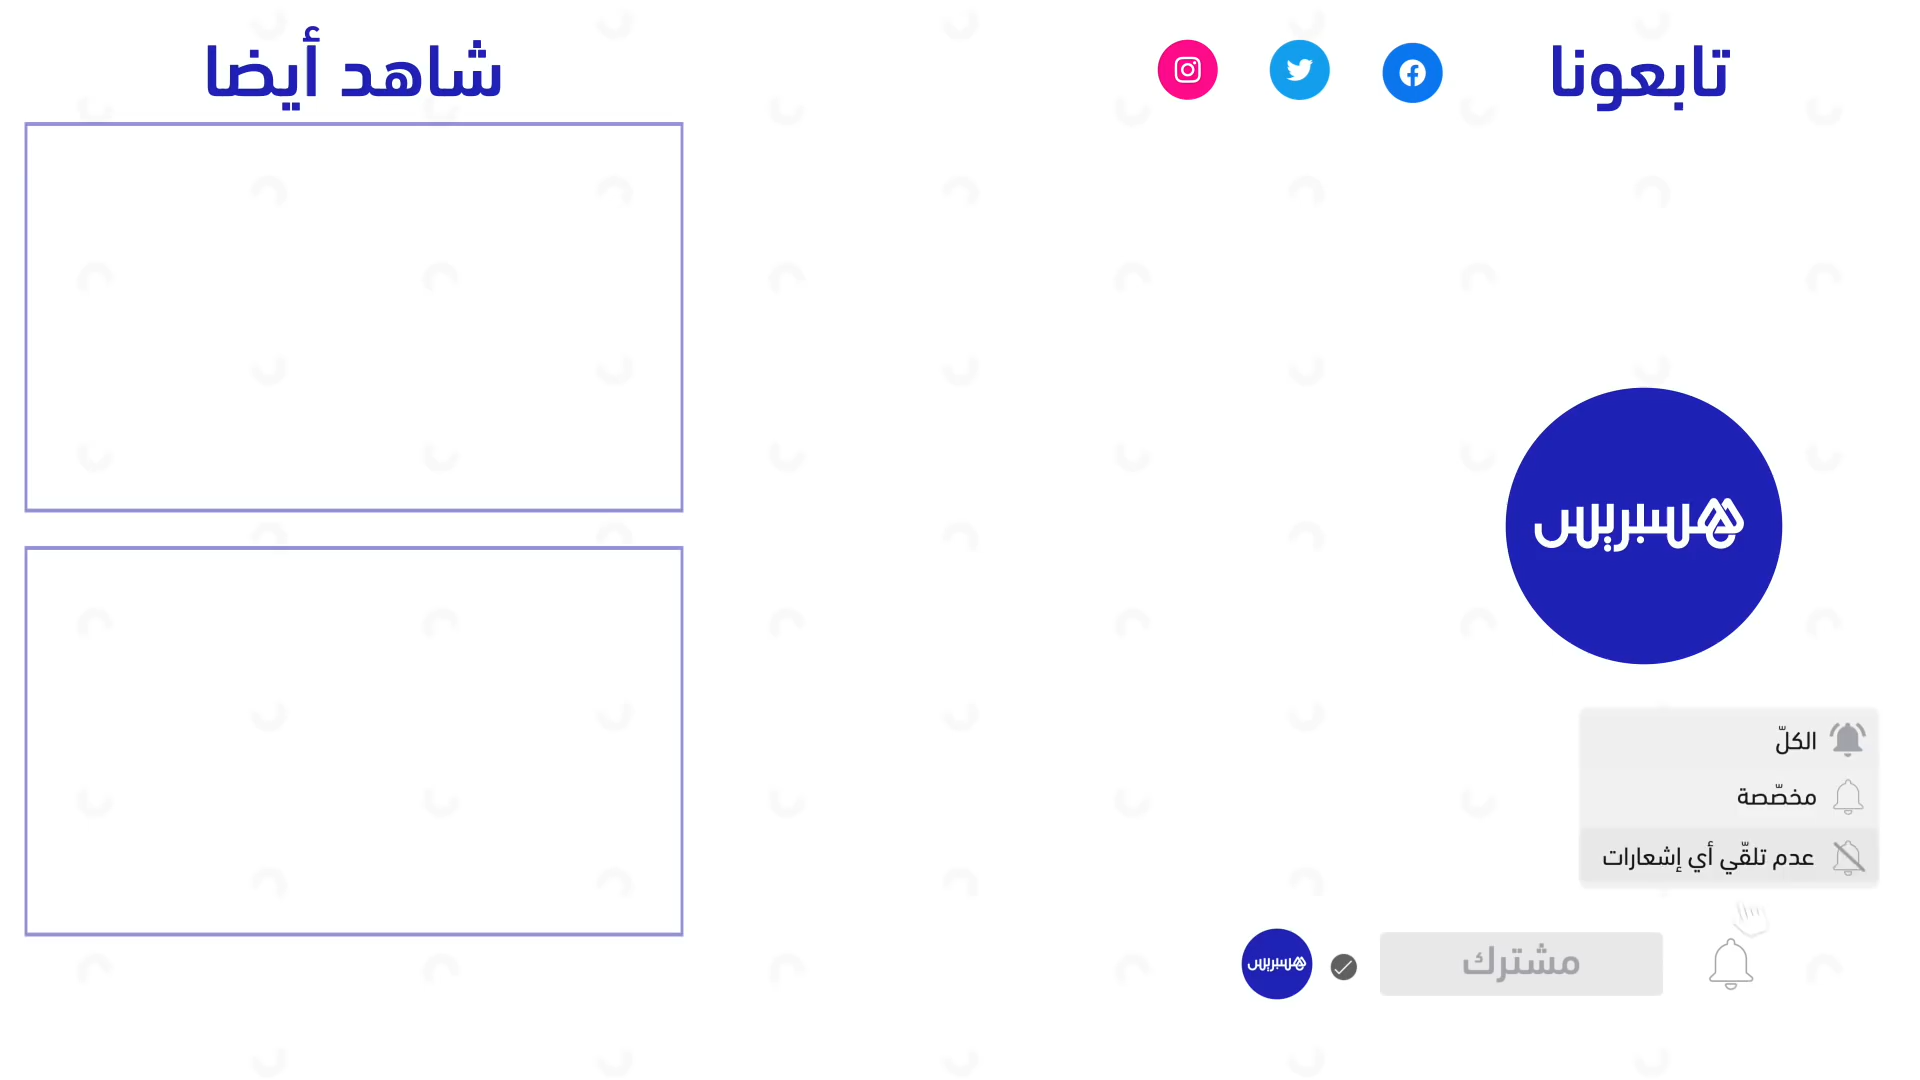 تابعونا
شاهد أيضا
هسبريس
الكلّ
مخصّصة
عدم تلقّي أي إشعارات
مشترك
هسبريس